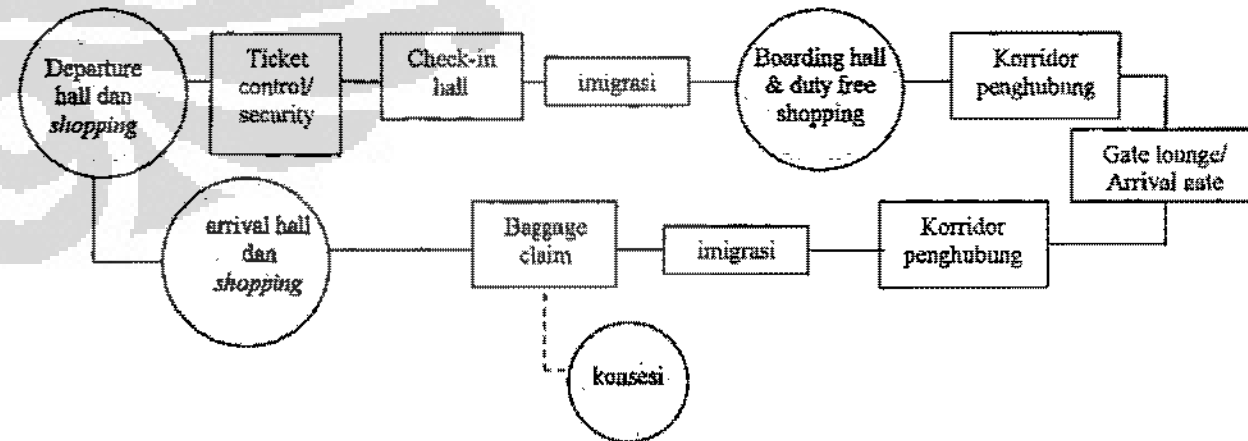 Departure
hall dan
shopping
Ticket
control/
security
Check-in
hall
imigrasi
Boarding hall
& duty free
shopping
Korridor
penghubung
Gate lounge/
Arrival gate
arrival hall
dan
shopping
Baggage
claim
imigrasi
Korridor
penghubung
konsesi